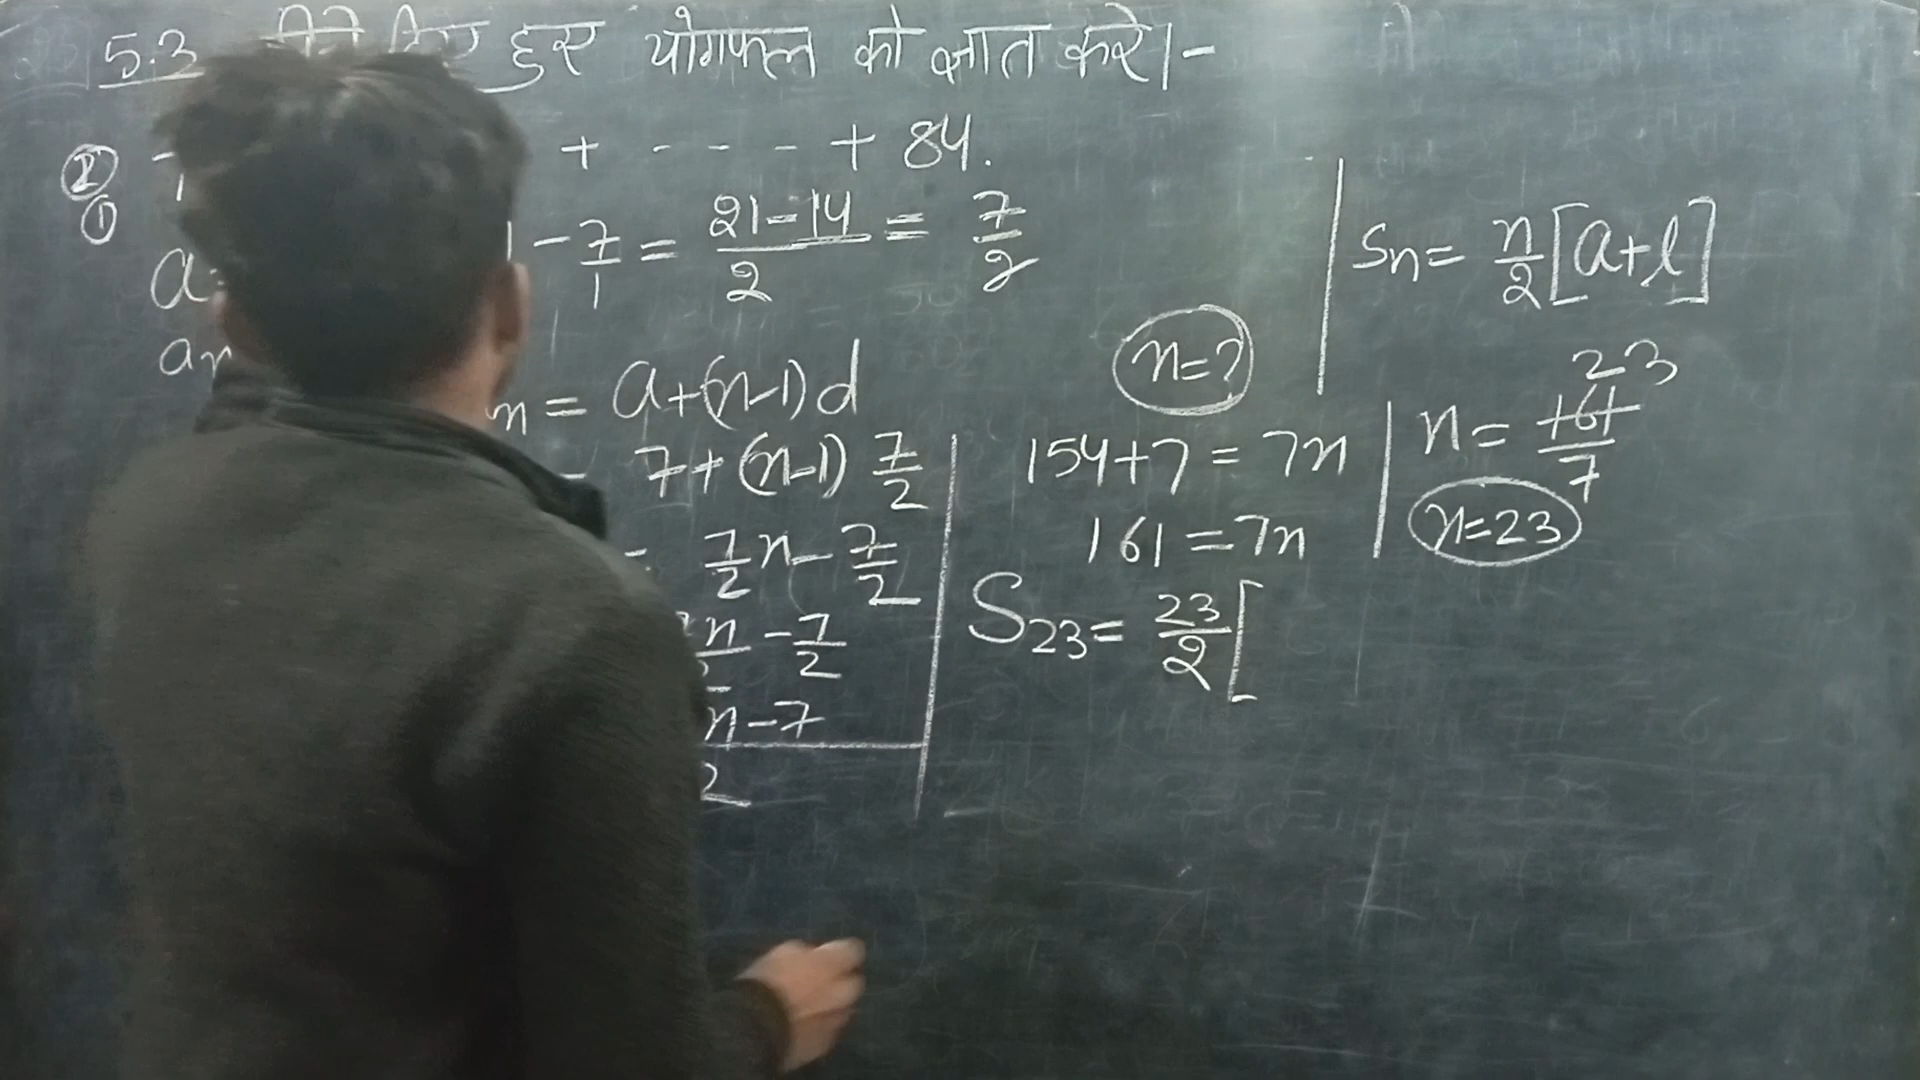 5.3 हुए योगफल को ज्ञात करे।-
② + - - - - + 84.
① - 7/1 = 21-14/2 = 7/2
a=
Sn= n/2[a+l]
an
n = a+(n-1)d
n=?
7+(n-1) 7/2
154+7 = 7n
n= 161/7 23
- 7/2n - 7/2
161 = 7n
n=23
n/2 - 7/2
S23 = 23/2[
n-7
2